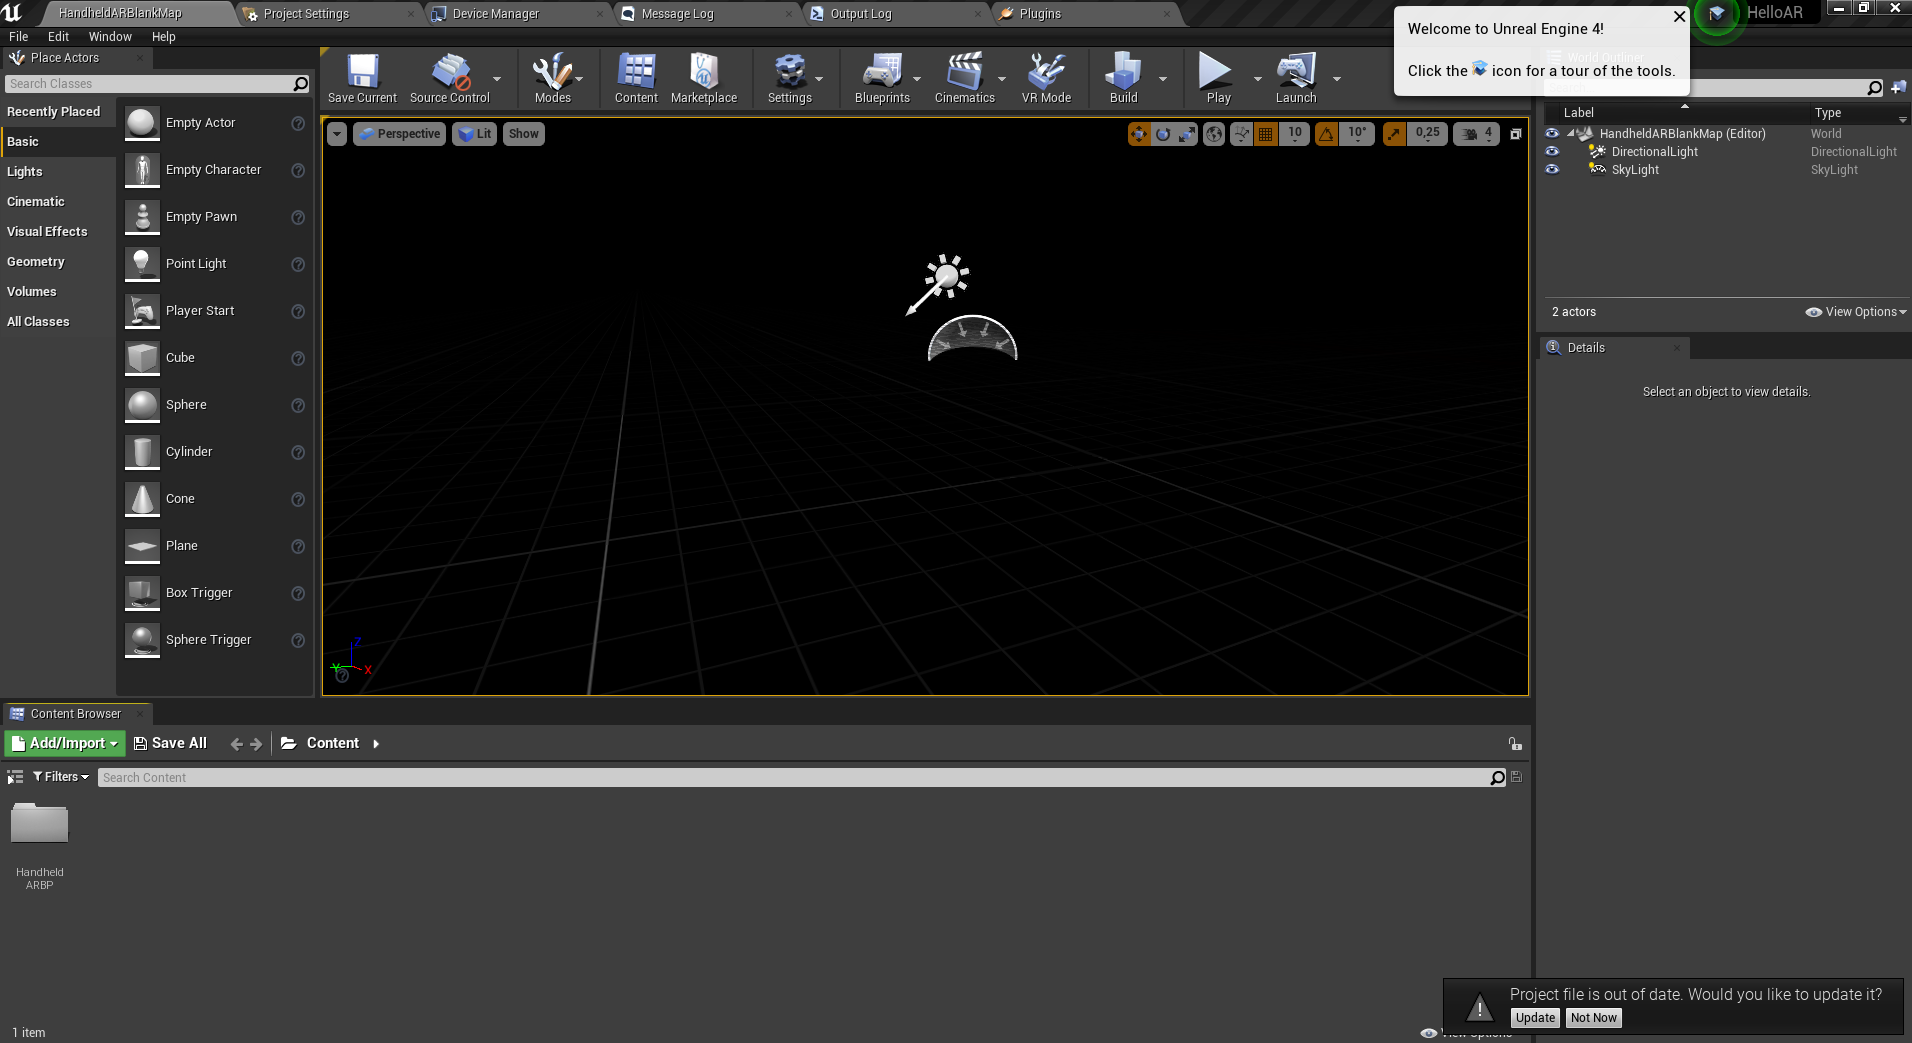 HandheldARBlankMap
Project Settings
Device Manager
Message Log
Output Log
Plugins
HelloAR
File Edit Window Help
Welcome to Unreal Engine 4!
Click the icon for a tour of the tools.
Place Actors
Search Classes
Recently Placed
Basic
Lights
Cinematic
Visual Effects
Geometry
Volumes
All Classes
Empty Actor
Empty Character
Empty Pawn
Point Light
Player Start
Cube
Sphere
Cylinder
Cone
Plane
Box Trigger
Sphere Trigger
Save Current
Source Control
Modes
Content
Marketplace
Settings
Blueprints
Cinematics
VR Mode
Build
Play
Launch
Perspective
Lit
Show
10
10°
0,25
4
Z
Y
X
World Outliner
Label Type
HandheldARBlankMap (Editor) World
DirectionalLight DirectionalLight
SkyLight SkyLight
2 actors
View Options
Details
Select an object to view details.
Content Browser
Add/Import
Save All
Content
Filters
Search Content
Handheld
ARBP
1 item
View Options
Project file is out of date. Would you like to update it?
Update
Not Now